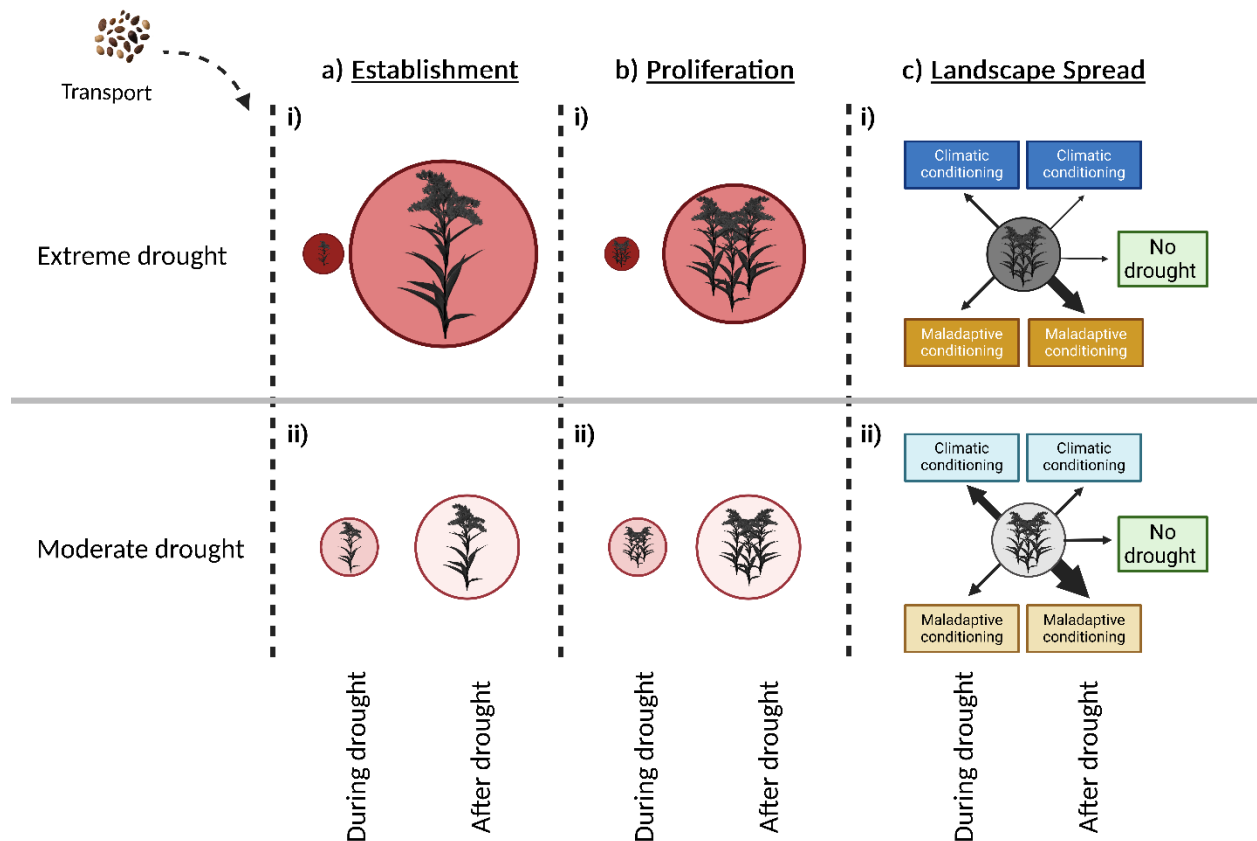 Transport
a) Establishment
b) Proliferation
c) Landscape Spread
i)
i)
i)
Extreme drought
Climatic
conditioning
Climatic
conditioning
No
drought
Maladaptive
conditioning
Maladaptive
conditioning
ii)
ii)
ii)
Moderate drought
Climatic
conditioning
Climatic
conditioning
No
drought
Maladaptive
conditioning
Maladaptive
conditioning
During drought
After drought
During drought
After drought
During drought
After drought